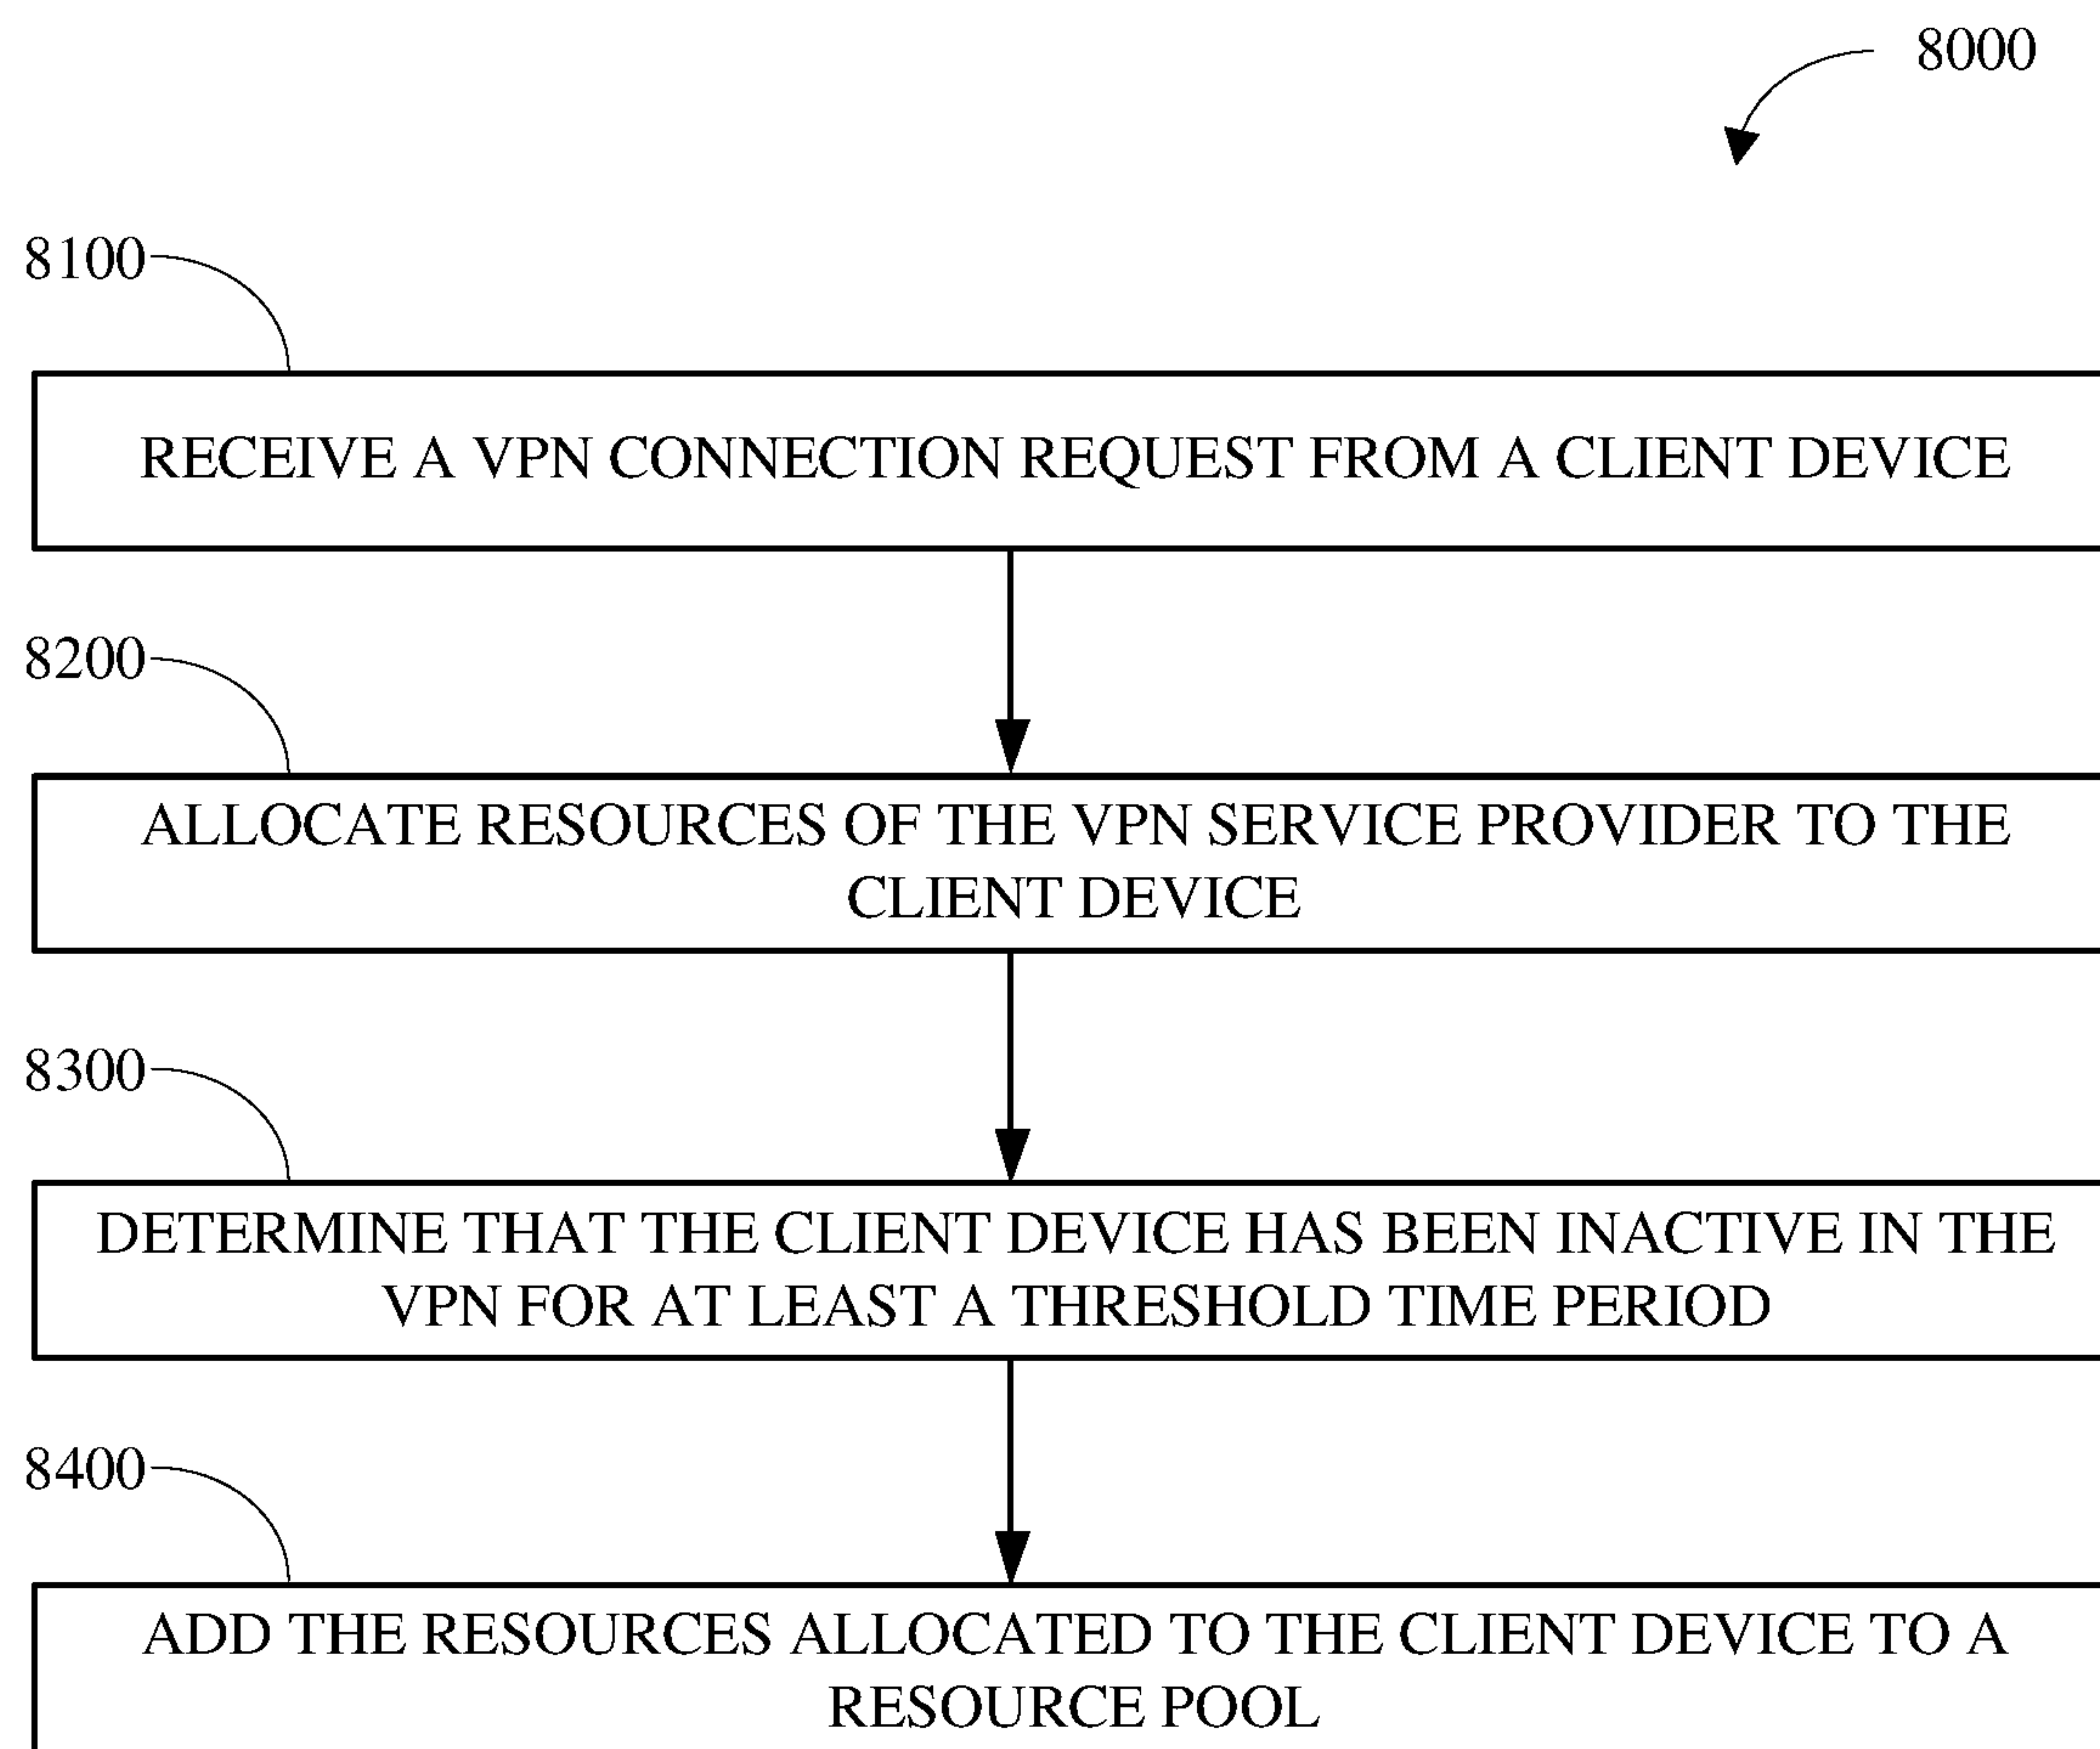 8000
8100
RECEIVE A VPN CONNECTION REQUEST FROM A CLIENT DEVICE
8200
ALLOCATE RESOURCES OF THE VPN SERVICE PROVIDER TO THE
CLIENT DEVICE
8300
DETERMINE THAT THE CLIENT DEVICE HAS BEEN INACTIVE IN THE
VPN FOR AT LEAST A THRESHOLD TIME PERIOD
8400
ADD THE RESOURCES ALLOCATED TO THE CLIENT DEVICE TO A
RESOURCE POOL